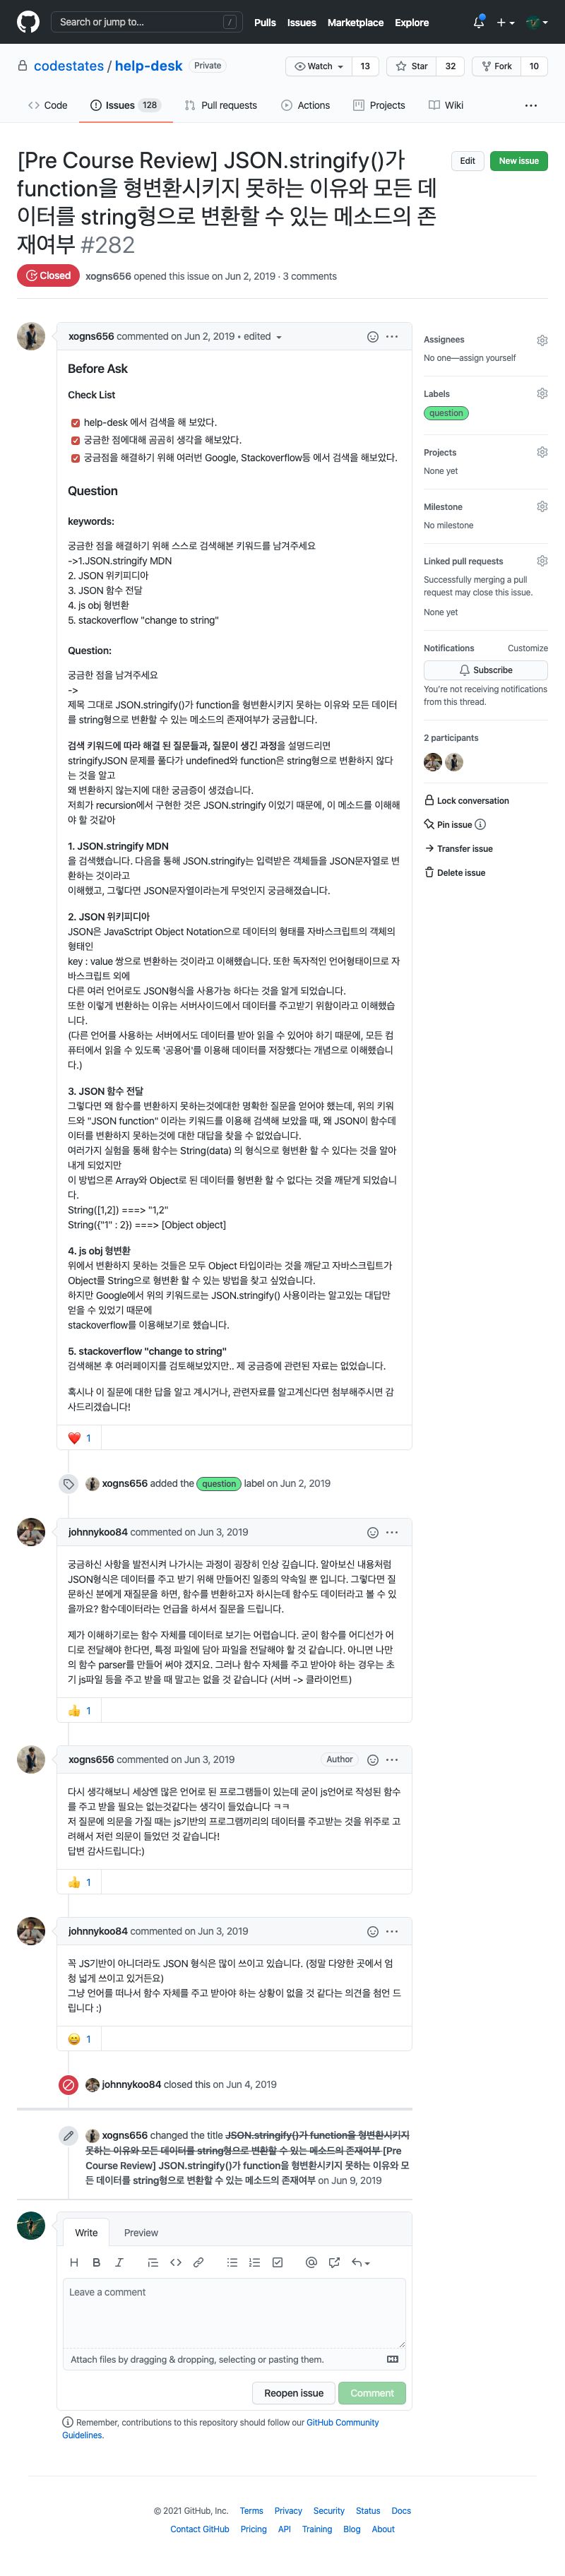 Search or jump to...
/
Pulls Issues Marketplace Explore
codestates / help-desk Private
Watch 13 Star 32 Fork 10
Code Issues 128 Pull requests Actions Projects Wiki
[Pre Course Review] JSON.stringify()가
function을 형변환시키지 못하는 이유와 모든 데
이터를 string형으로 변환할 수 있는 메소드의 존
재여부 #282
Edit New issue
Closed xogns656 opened this issue on Jun 2, 2019 · 3 comments
xogns656 commented on Jun 2, 2019 • edited
Before Ask
Check List
help-desk 에서 검색을 해 보았다.
궁금한 점에대해 곰곰히 생각을 해보았다.
궁금점을 해결하기 위해 여러번 Google, Stackoverflow등 에서 검색을 해보았다.
Question
keywords:
궁금한 점을 해결하기 위해 스스로 검색해본 키워드를 남겨주세요
->1.JSON.stringify MDN
2. JSON 위키피디아
3. JSON 함수 전달
4. js obj 형변환
5. stackoverflow "change to string"
Question:
궁금한 점을 남겨주세요
->
제목 그대로 JSON.stringify()가 function을 형변환시키지 못하는 이유와 모든 데이터
를 string형으로 변환할 수 있는 메소드의 존재여부가 궁금합니다.
검색 키워드에 따라 해결 된 질문들과, 질문이 생긴 과정을 설명드리면
stringifyJSON 문제를 풀다가 undefined와 function은 string형으로 변환하지 않다
는 것을 알고
왜 변환하지 않는지에 대한 궁금증이 생겼습니다.
저희가 recursion에서 구현한 것은 JSON.stringify 이었기 때문에, 이 메소드를 이해해
야 할 것같아
1. JSON.stringify MDN
을 검색했습니다. 다음을 통해 JSON.stringify는 입력받은 객체들을 JSON문자열로 변
환하는 것이라고
이해했고, 그렇다면 JSON문자열이라는게 무엇인지 궁금해졌습니다.
2. JSON 위키피디아
JSON은 JavaSctript Object Notation으로 데이터의 형태를 자바스크립트의 객체의
형태인
key : value 쌍으로 변환하는 것이라고 이해했습니다. 또한 독자적인 언어형태이므로 자
바스크립트 외에
다른 여러 언어로도 JSON형식을 사용가능 하다는 것을 알게 되었습니다.
또한 이렇게 변환하는 이유는 서버사이드에서 데이터를 주고받기 위함이라고 이해했습
니다.
(다른 언어를 사용하는 서버에서도 데이터를 받아 읽을 수 있어야 하기 때문에, 모든 컴
퓨터에서 읽을 수 있도록 '공용어'를 이용해 데이터를 저장했다는 개념으로 이해했습니
다.)
3. JSON 함수 전달
그렇다면 왜 함수를 변환하지 못하는것에대한 명확한 질문을 얻어야 했는데, 위의 키워
드와 "JSON function" 이라는 키워드를 이용해 검색해 보았을 때, 왜 JSON이 함수데
이터를 변환하지 못하는것에 대한 대답을 찾을 수 없었습니다.
여러가지 실험을 통해 함수는 String(data) 의 형식으로 형변환 할 수 있다는 것을 알아
내게 되었지만
이 방법으론 Array와 Object로 된 데이터를 형변환 할 수 없다는 것을 깨닫게 되었습니
다.
String([1,2]) ===> "1,2"
String({"1" : 2}) ===> [Object object]
4. js obj 형변환
위에서 변환하지 못하는 것들은 모두 Object 타입이라는 것을 깨닫고 자바스크립트가
Object를 String으로 형변환 할 수 있는 방법을 찾고 싶었습니다.
하지만 Google에서 위의 키워드로는 JSON.stringify() 사용이라는 알고있는 대답만
얻을 수 있었기 때문에
stackoverflow를 이용해보기로 했습니다.
5. stackoverflow "change to string"
검색해본 후 여러페이지를 검토해보았지만.. 제 궁금증에 관련된 자료는 없었습니다.
혹시나 이 질문에 대한 답을 알고 계시거나, 관련자료를 알고계신다면 첨부해주시면 감
사드리겠습니다!
❤️ 1
xogns656 added the question label on Jun 2, 2019
johnnykoo84 commented on Jun 3, 2019
궁금하신 사항을 발전시켜 나가시는 과정이 굉장히 인상 깊습니다. 알아보신 내용처럼
JSON형식은 데이터를 주고 받기 위해 만들어진 일종의 약속일 뿐 입니다. 그렇다면 질
문하신 분에게 재질문을 하면, 함수를 변환하고자 하시는데 함수도 데이터라고 볼 수 있
을까요? 함수데이터라는 언급을 하셔서 질문을 드립니다.
제가 이해하기로는 함수 자체를 데이터로 보기는 어렵습니다. 굳이 함수를 어디선가 어
디로 전달해야 한다면, 특정 파일에 담아 파일을 전달해야 할 것 같습니다. 아니면 나만
의 함수 parser를 만들어 써야 겠지요. 그러나 함수 자체를 주고 받아야 하는 경우는 초
기 js파일 등을 주고 받을 때 말고는 없을 것 같습니다 (서버 -> 클라이언트)
👍 1
xogns656 commented on Jun 3, 2019 Author
다시 생각해보니 세상엔 많은 언어로 된 프로그램들이 있는데 굳이 js언어로 작성된 함수
를 주고 받을 필요는 없는것같다는 생각이 들었습니다 ㅋㅋ
저 질문에 의문을 가질 때는 js기반의 프로그램끼리의 데이터를 주고받는 것을 위주로 고
려해서 저런 의문이 들었던 것 같습니다!
답변 감사드립니다:)
👍 1
johnnykoo84 commented on Jun 3, 2019
꼭 JS기반이 아니더라도 JSON 형식은 많이 쓰이고 있습니다. (정말 다양한 곳에서 엄
청 넓게 쓰이고 있거든요)
그냥 언어를 떠나서 함수 자체를 주고 받아야 하는 상황이 없을 것 같다는 의견을 첨언 드
립니다 :)
😄 1
johnnykoo84 closed this on Jun 4, 2019
xogns656 changed the title JSON.stringify()가 function을 형변환시키지
못하는 이유와 모든 데이터를 string형으로 변환할 수 있는 메소드의 존재여부 [Pre
Course Review] JSON.stringify()가 function을 형변환시키지 못하는 이유와 모
든 데이터를 string형으로 변환할 수 있는 메소드의 존재여부 on Jun 9, 2019
Write Preview
Leave a comment
Attach files by dragging & dropping, selecting or pasting them.
Reopen issue Comment
Remember, contributions to this repository should follow our GitHub Community
Guidelines.
Assignees
No one—assign yourself
Labels
question
Projects
None yet
Milestone
No milestone
Linked pull requests
Successfully merging a pull
request may close this issue.
None yet
Notifications Customize
Subscribe
You're not receiving notifications
from this thread.
2 participants
Lock conversation
Pin issue
Transfer issue
Delete issue
© 2021 GitHub, Inc. Terms Privacy Security Status Docs
Contact GitHub Pricing API Training Blog About